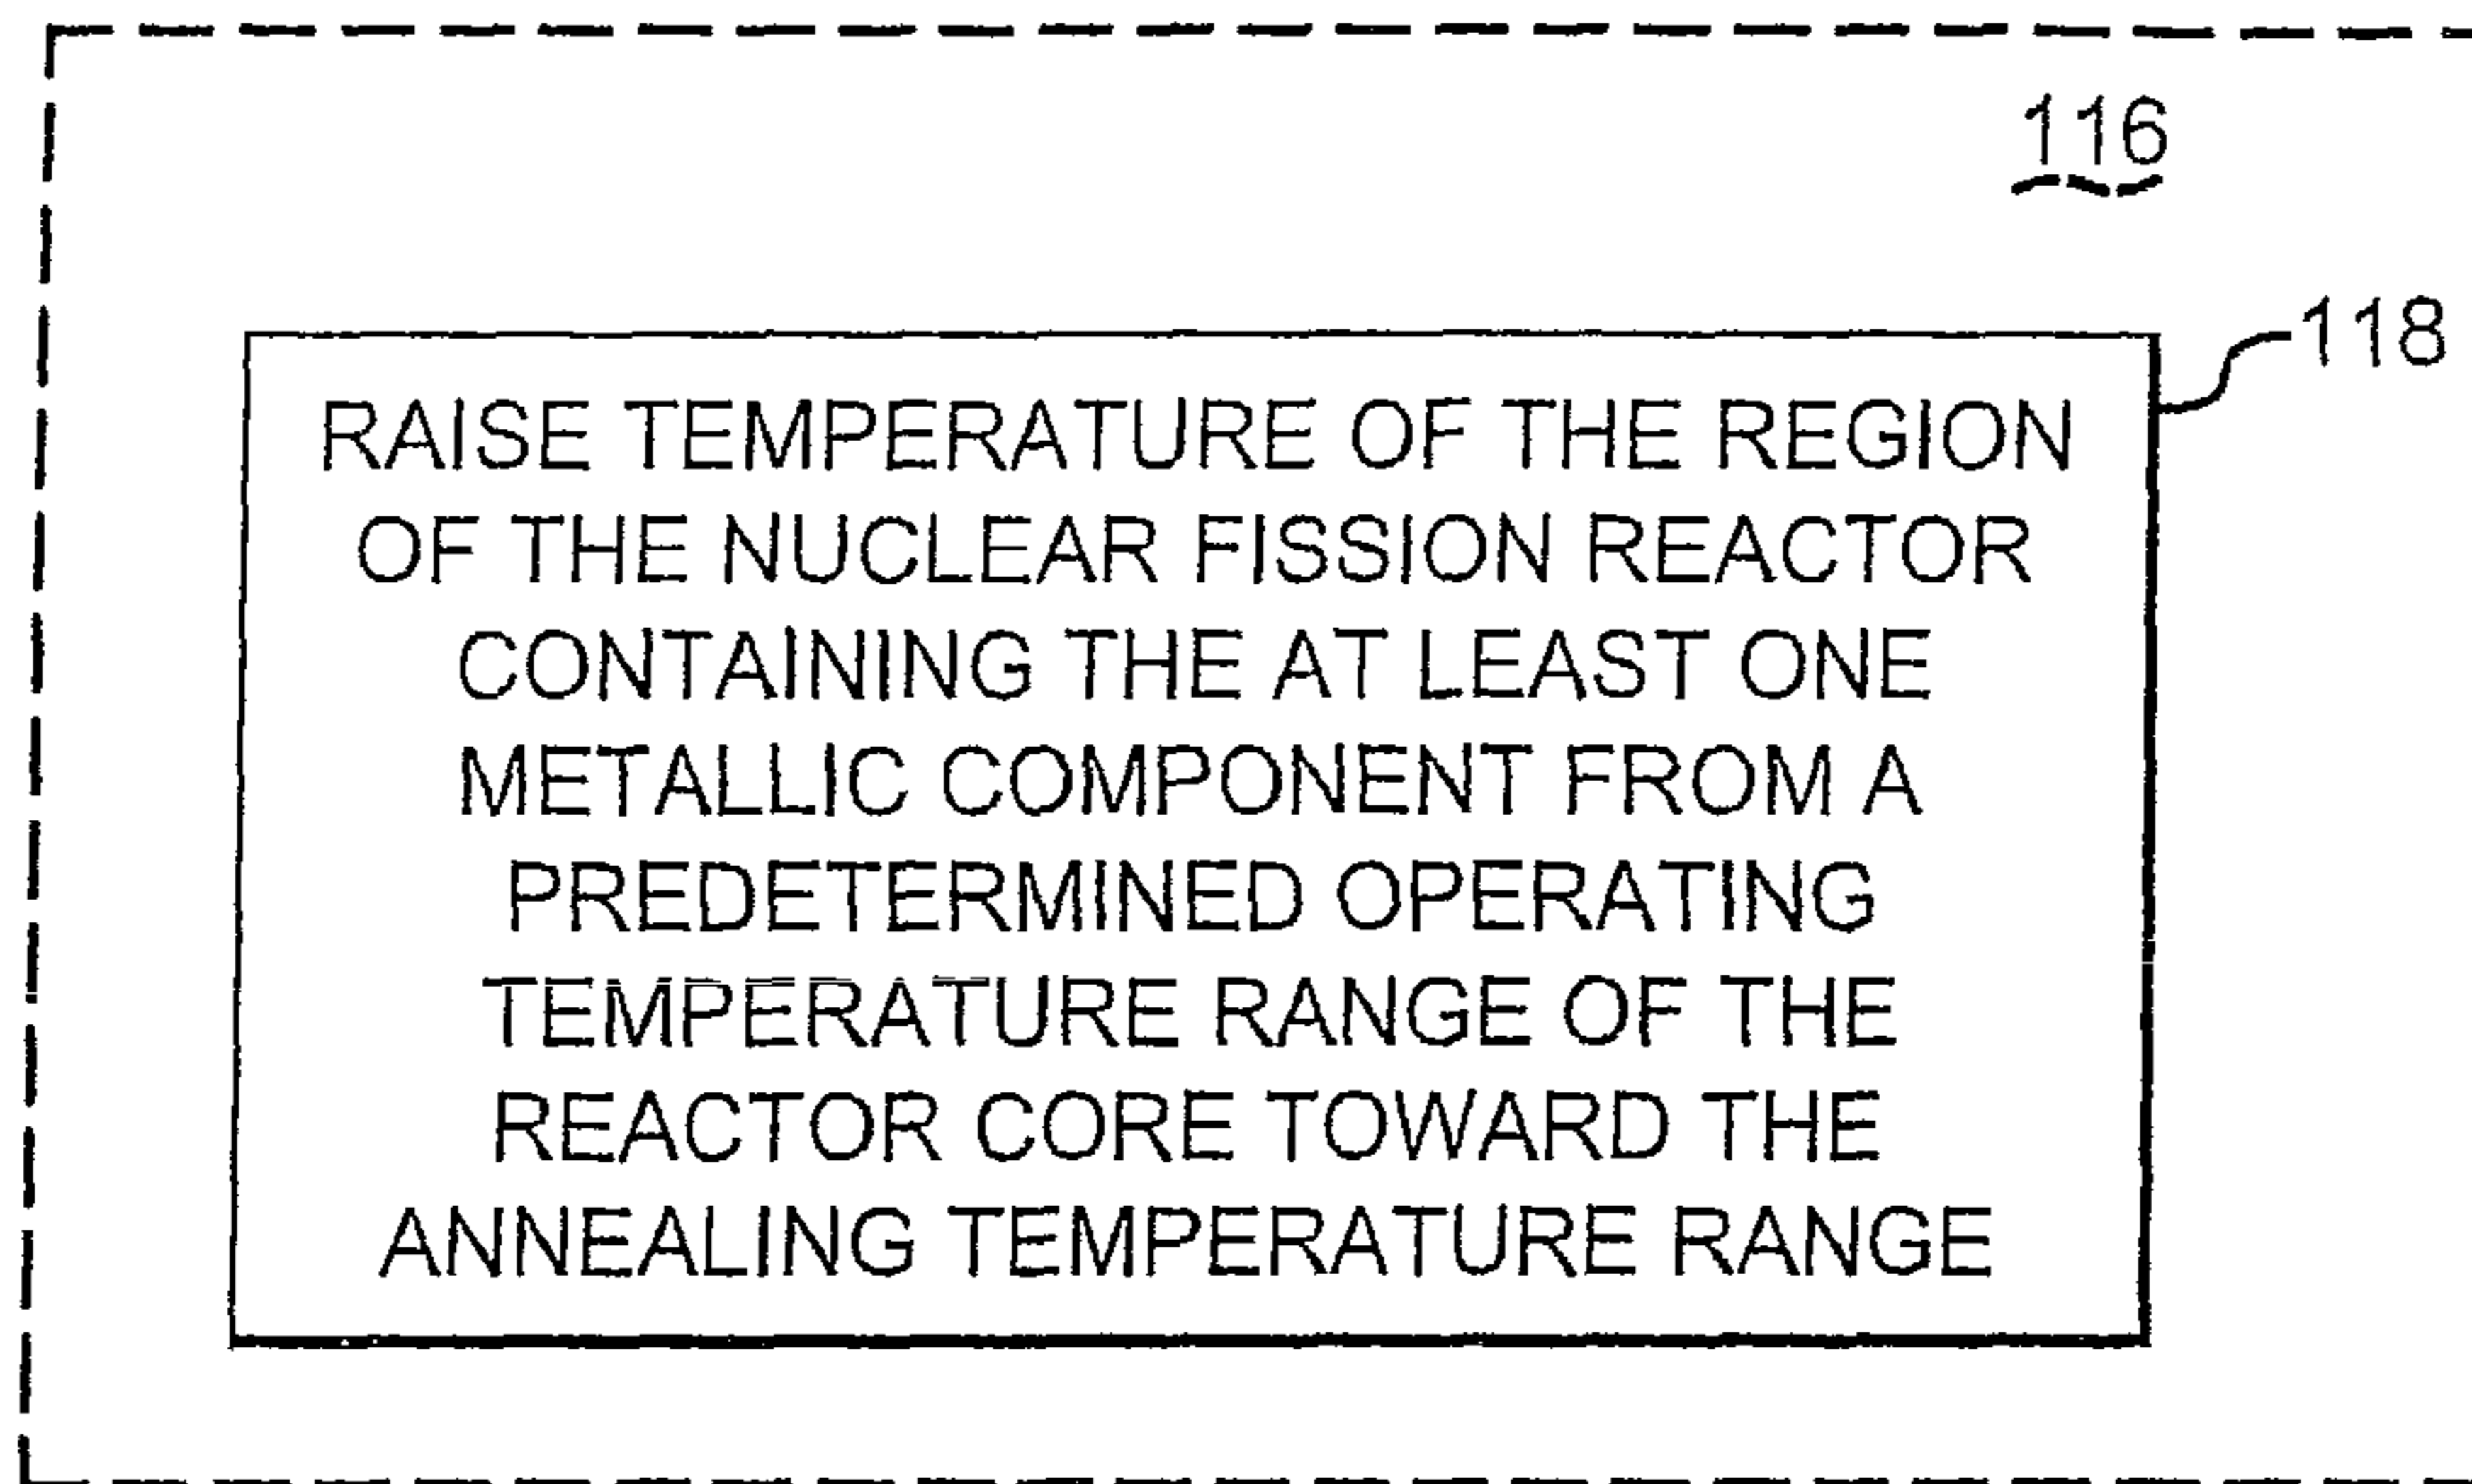 116
118
RAISE TEMPERATURE OF THE REGION
OF THE NUCLEAR FISSION REACTOR
CONTAINING THE AT LEAST ONE
METALLIC COMPONENT FROM A
PREDETERMINED OPERATING
TEMPERATURE RANGE OF THE
REACTOR CORE TOWARD THE
ANNEALING TEMPERATURE RANGE